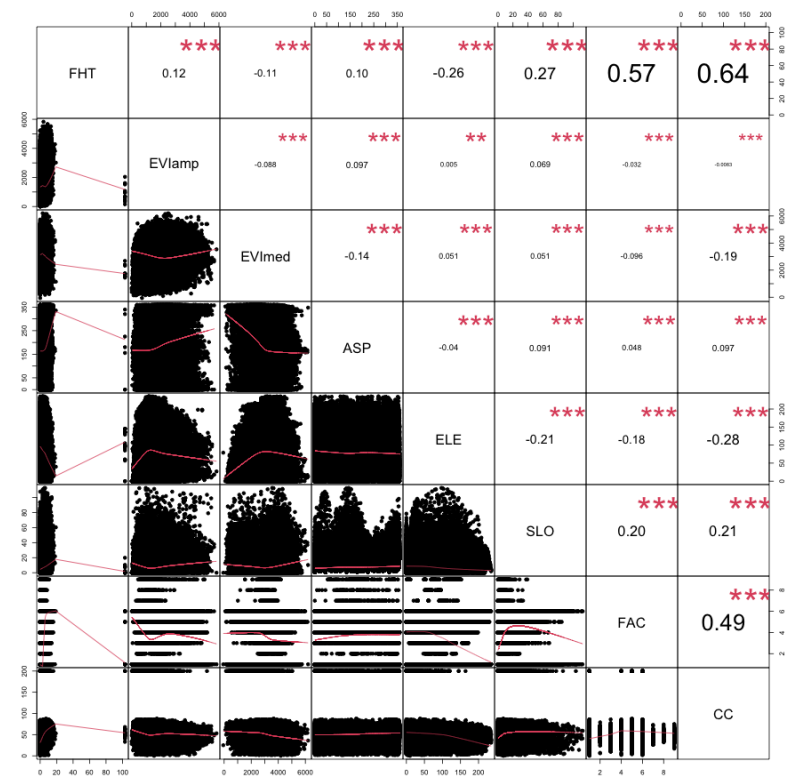 0 2000 4000 6000 0 50 150 250 350 0 20 40 60 80 0 50 100 150 200
FHT *** 0.12 *** -0.11 *** 0.10 *** -0.26 *** 0.27 *** 0.57 *** 0.64 0 20 40 60 80 100
0 2000 4000 6000 EVIamp *** -0.088 *** 0.097 ** 0.005 *** 0.069 *** -0.032 ***
EVImed *** -0.14 *** 0.051 *** 0.051 *** -0.096 *** -0.19 0 2000 4000 6000
0 50 150 250 350 ASP *** -0.04 *** 0.091 *** 0.048 *** 0.097
ELE *** -0.21 *** -0.18 *** -0.28 0 50 100 150 200
0 20 40 60 80 SLO *** 0.20 *** 0.21
FAC *** 0.49 2 4 6 8
0 50 100 150 200 CC
0 20 40 60 80 100 0 2000 4000 6000 0 50 100 150 200 2 4 6 8